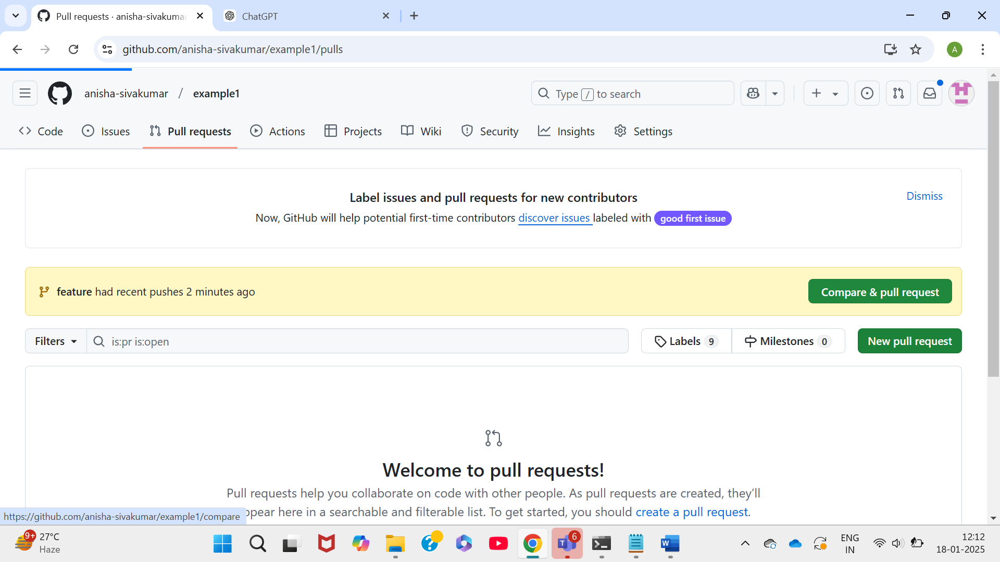 Pull requests · anisha-sivakumar
ChatGPT
github.com/anisha-sivakumar/example1/pulls
A
anisha-sivakumar / example1
Type / to search
Code
Issues
Pull requests
Actions
Projects
Wiki
Security
Insights
Settings
Label issues and pull requests for new contributors
Dismiss
Now, GitHub will help potential first-time contributors discover issues labeled with good first issue
feature had recent pushes 2 minutes ago
Compare & pull request
Filters
is:pr is:open
Labels 9
Milestones 0
New pull request
Welcome to pull requests!
Pull requests help you collaborate on code with other people. As pull requests are created, they’ll
ppear here in a searchable and filterable list. To get started, you should create a pull request.
https://github.com/anisha-sivakumar/example1/compare
9+
27°C
Haze
6
ENG
IN
12:12
18-01-2025